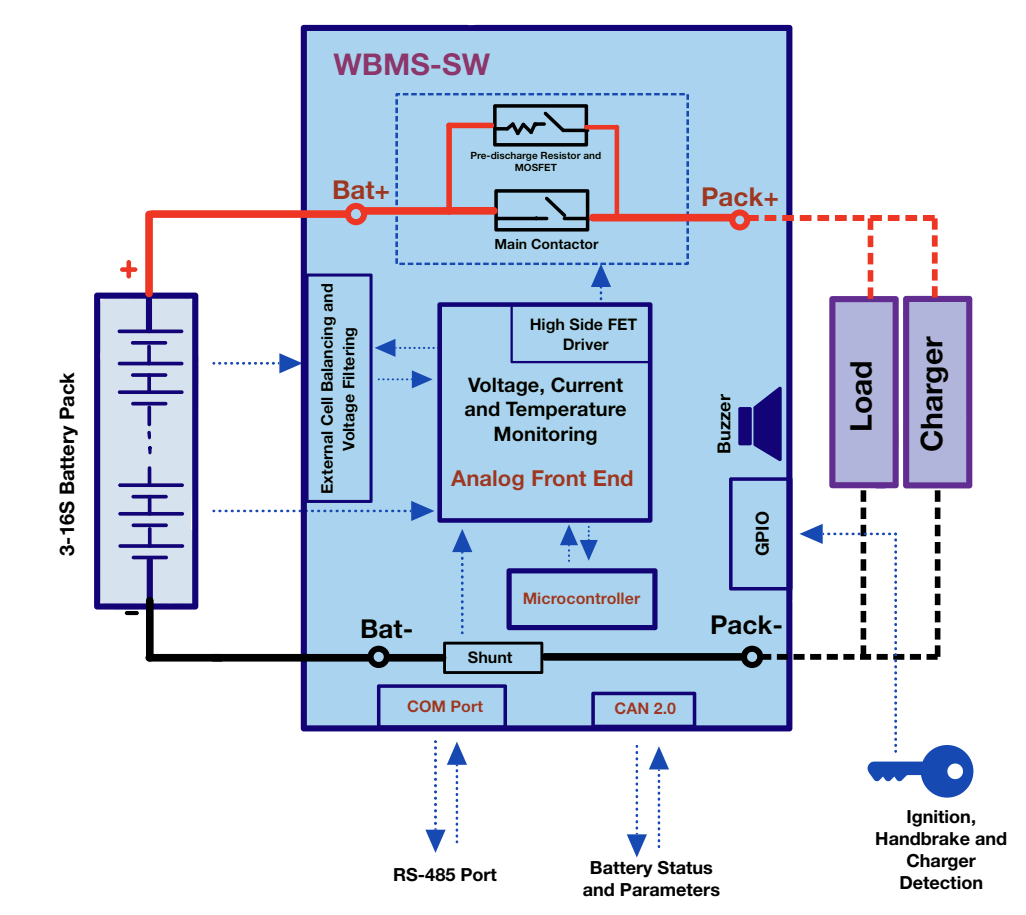 WBMS-SW
Pre-discharge Resistor and
MOSFET
Bat+
Pack+
Main Contactor
+
3-16S Battery Pack
-
External Cell Balancing and
Voltage Filtering
High Side FET
Driver
Voltage, Current
and Temperature
Monitoring
Analog Front End
Buzzer
Load
Charger
GPIO
Microcontroller
Bat-
Shunt
Pack-
COM Port
CAN 2.0
RS-485 Port
Battery Status
and Parameters
Ignition,
Handbrake and
Charger
Detection